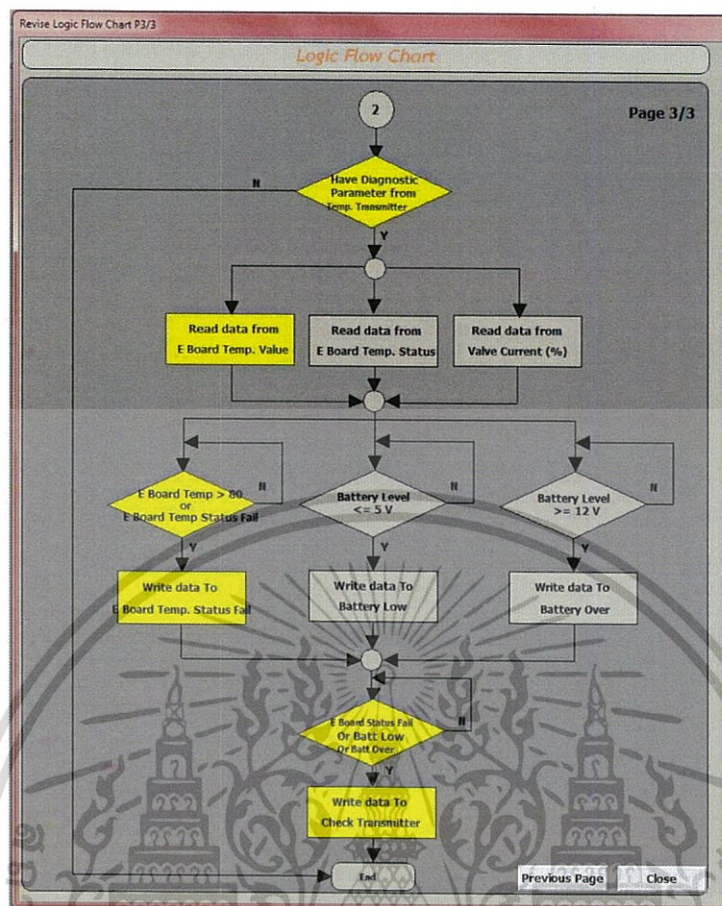 Revise Logic Flow Chart P3/3
Logic Flow Chart
2
Page 3/3
N
Have Diagnostic
Parameter from
Temp. Transmitter
Y
Read data from
E Board Temp. Value
Read data from
E Board Temp. Status
Read data from
Valve Current (%)
E Board Temp > 80
or
E Board Temp Status Fail
N
Battery Level
<= 5 V
N
Battery Level
>= 12 V
N
Y
Y
Y
Write data To
E Board Temp. Status Fail
Write data To
Battery Low
Write data To
Battery Over
E Board Status Fail
Or Batt Low
Or Batt Over
N
Y
Write data To
Check Transmitter
End
Previous Page
Close